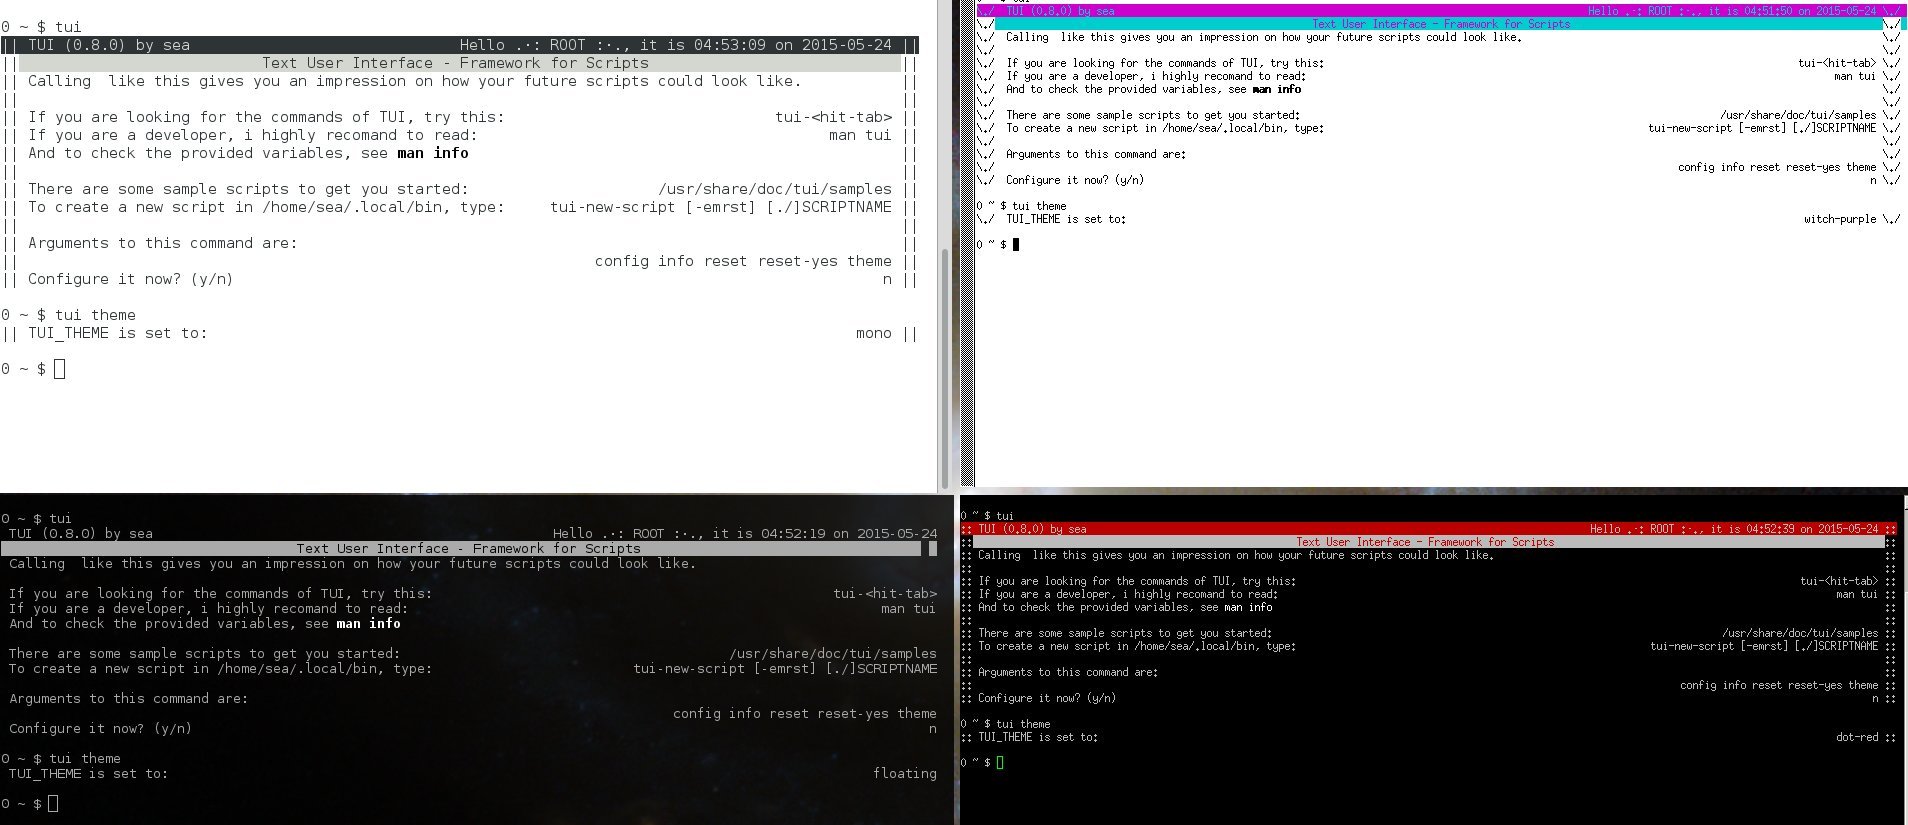 0 ~ $ tui
|| TUI (0.8.0) by sea Hello .·: ROOT :·., it is 04:53:09 on 2015-05-24 ||
|| Text User Interface - Framework for Scripts ||
|| Calling  like this gives you an impression on how your future scripts could look like. ||
|| ||
|| If you are looking for the commands of TUI, try this: tui-<hit-tab> ||
|| If you are a developer, i highly recomand to read: man tui ||
|| And to check the provided variables, see man info ||
|| ||
|| There are some sample scripts to get you started: /usr/share/doc/tui/samples ||
|| To create a new script in /home/sea/.local/bin, type: tui-new-script [-emrst] [./]SCRIPTNAME ||
|| ||
|| Arguments to this command are: ||
|| config info reset reset-yes theme ||
|| Configure it now? (y/n) n ||
0 ~ $ tui theme
|| TUI_THEME is set to: mono ||
0 ~ $
\./ TUI (0.8.0) by sea Hello .·: ROOT :·., it is 04:51:50 on 2015-05-24 \./
\./ Text User Interface - Framework for Scripts \./
\./ Calling  like this gives you an impression on how your future scripts could look like. \./
\./ \./
\./ If you are looking for the commands of TUI, try this: tui-<hit-tab> \./
\./ If you are a developer, i highly recomand to read: man tui \./
\./ And to check the provided variables, see man info \./
\./ \./
\./ There are some sample scripts to get you started: /usr/share/doc/tui/samples \./
\./ To create a new script in /home/sea/.local/bin, type: tui-new-script [-emrst] [./]SCRIPTNAME \./
\./ \./
\./ Arguments to this command are: \./
\./ config info reset reset-yes theme \./
\./ Configure it now? (y/n) n \./
0 ~ $ tui theme
\./ TUI_THEME is set to: witch-purple \./
0 ~ $
0 ~ $ tui
TUI (0.8.0) by sea Hello .·: ROOT :·., it is 04:52:19 on 2015-05-24
Text User Interface - Framework for Scripts
Calling  like this gives you an impression on how your future scripts could look like.
If you are looking for the commands of TUI, try this: tui-<hit-tab>
If you are a developer, i highly recomand to read: man tui
And to check the provided variables, see man info
There are some sample scripts to get you started: /usr/share/doc/tui/samples
To create a new script in /home/sea/.local/bin, type: tui-new-script [-emrst] [./]SCRIPTNAME
Arguments to this command are:
config info reset reset-yes theme
Configure it now? (y/n) n
0 ~ $ tui theme
TUI_THEME is set to: floating
0 ~ $
0 ~ $ tui
:: TUI (0.8.0) by sea Hello .·: ROOT :·., it is 04:52:39 on 2015-05-24 ::
:: Text User Interface - Framework for Scripts ::
:: Calling  like this gives you an impression on how your future scripts could look like. ::
:: ::
:: If you are looking for the commands of TUI, try this: tui-<hit-tab> ::
:: If you are a developer, i highly recomand to read: man tui ::
:: And to check the provided variables, see man info ::
:: ::
:: There are some sample scripts to get you started: /usr/share/doc/tui/samples ::
:: To create a new script in /home/sea/.local/bin, type: tui-new-script [-emrst] [./]SCRIPTNAME ::
:: ::
:: Arguments to this command are: ::
:: config info reset reset-yes theme ::
:: Configure it now? (y/n) n ::
0 ~ $ tui theme
:: TUI_THEME is set to: dot-red ::
0 ~ $